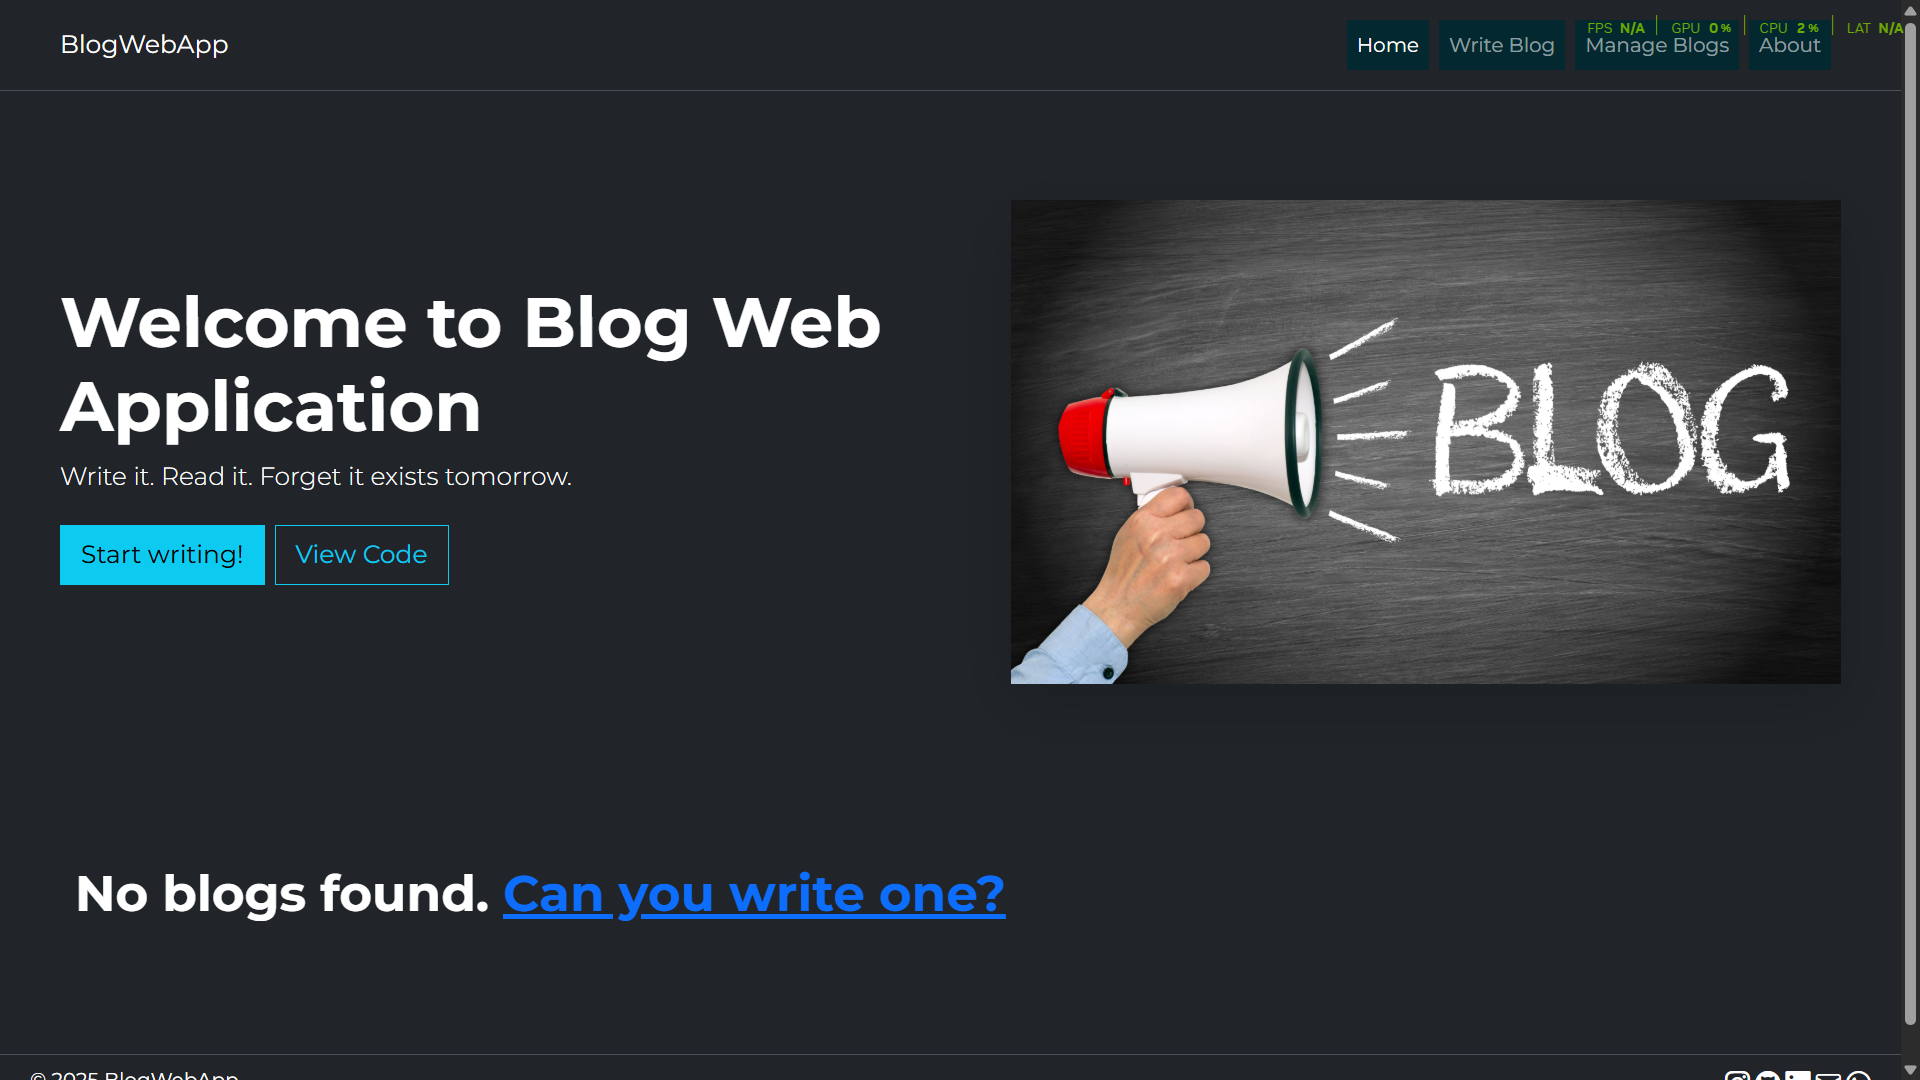 BlogWebApp
Home
Write Blog
Manage Blogs
About
FPS N/A
GPU 0%
CPU 2%
LAT N/A
Welcome to Blog Web
Application
Write it. Read it. Forget it exists tomorrow.
Start writing!
View Code
BLOG
No blogs found. Can you write one?
© 2025 BlogWebApp